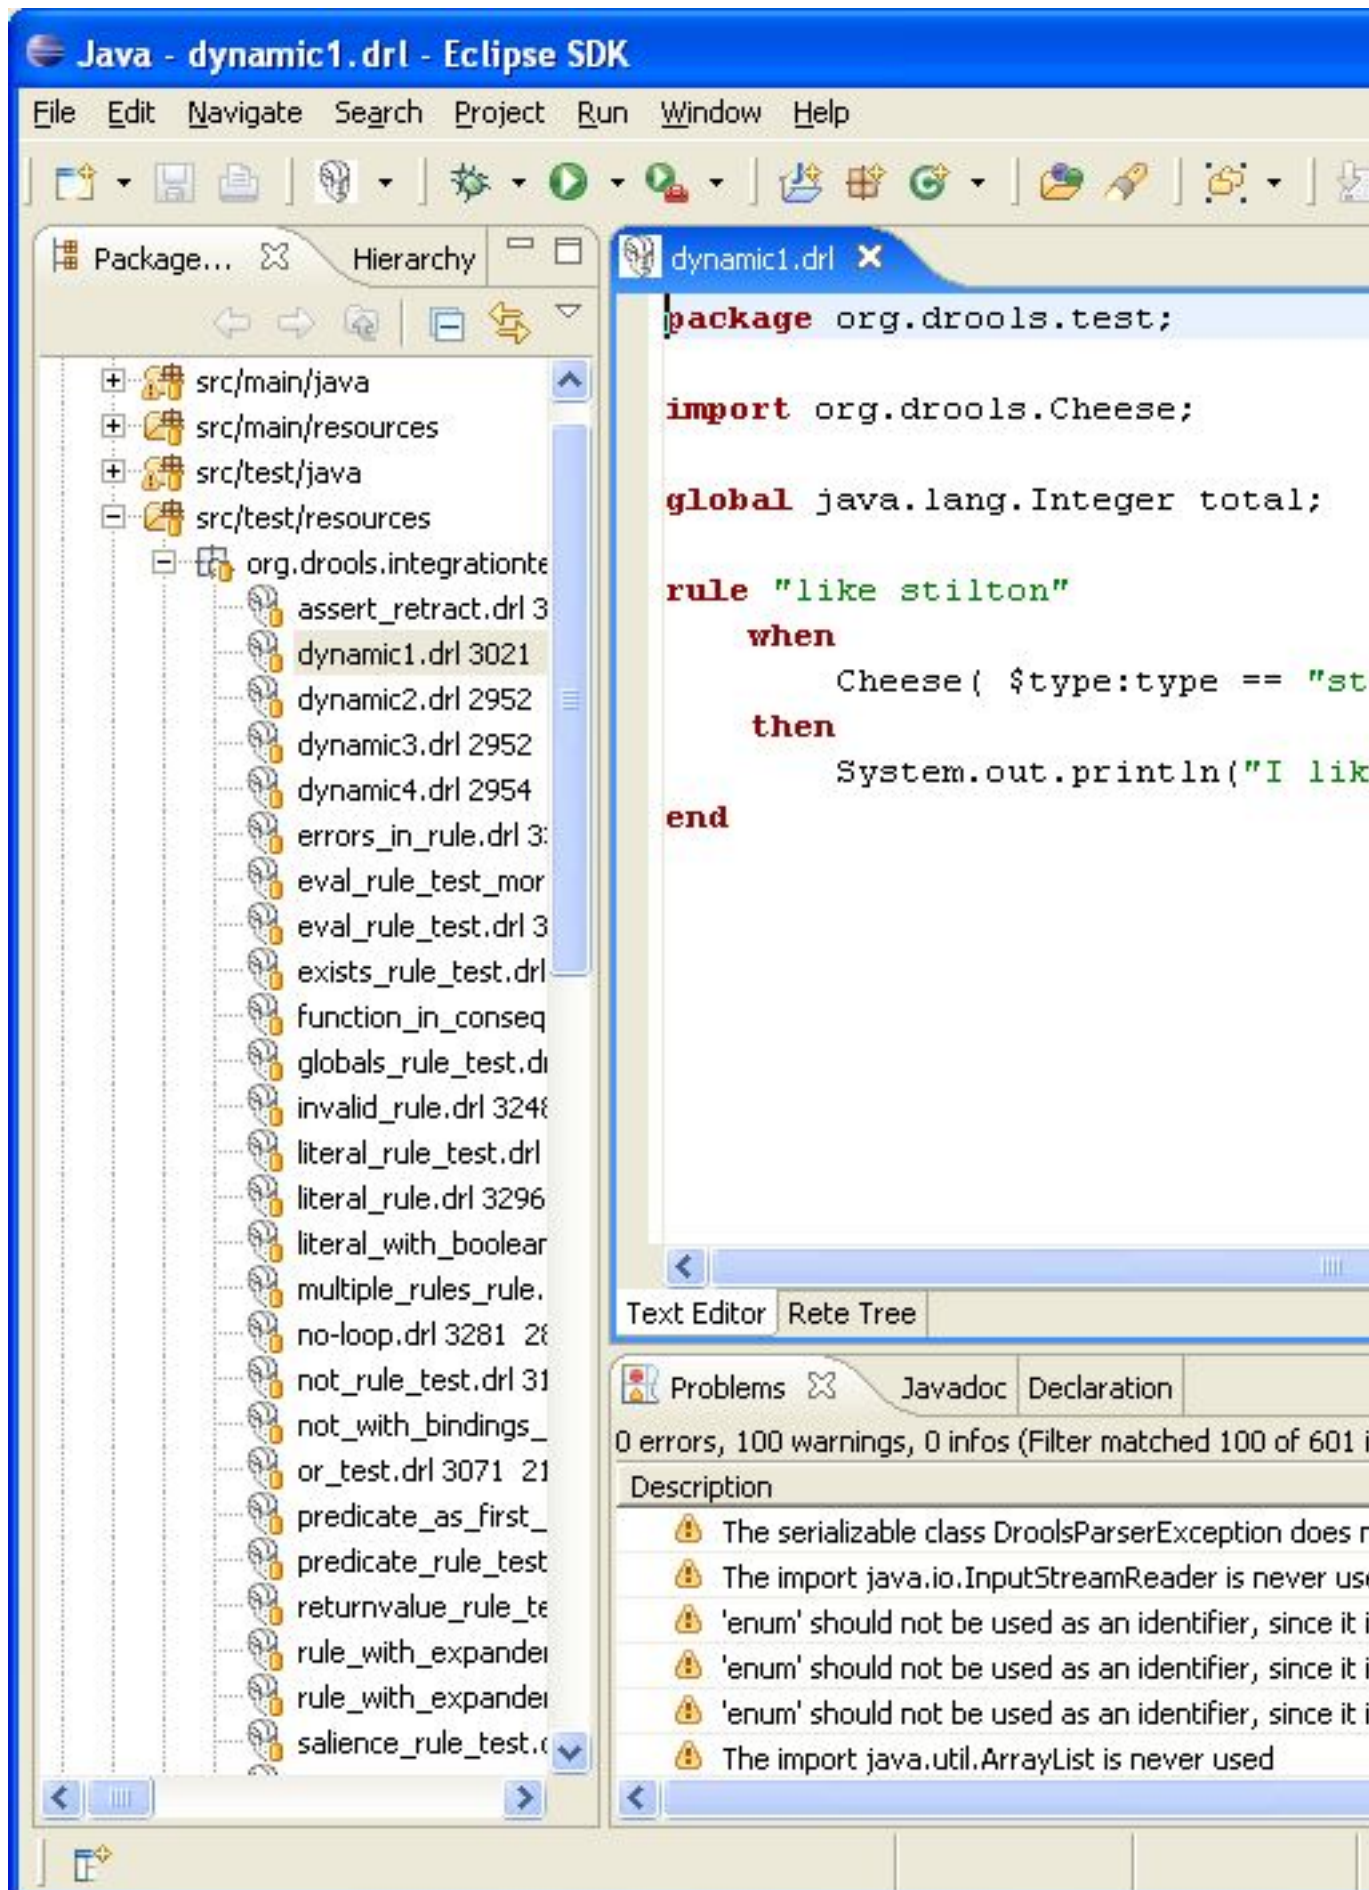 Java - dynamic1.drl - Eclipse SDK
File Edit Navigate Search Project Run Window Help
Package... Hierarchy
src/main/java
src/main/resources
src/test/java
src/test/resources
org.drools.integrationte
assert_retract.drl 3
dynamic1.drl 3021
dynamic2.drl 2952
dynamic3.drl 2952
dynamic4.drl 2954
errors_in_rule.drl 3
eval_rule_test_mor
eval_rule_test.drl 3
exists_rule_test.drl
function_in_conseq
globals_rule_test.d
invalid_rule.drl 3248
literal_rule_test.drl
literal_rule.drl 3296
literal_with_boolean
multiple_rules_rule.
no-loop.drl 3281 28
not_rule_test.drl 31
not_with_bindings_
or_test.drl 3071 21
predicate_as_first_
predicate_rule_test
returnvalue_rule_te
rule_with_expander
rule_with_expander
salience_rule_test.
dynamic1.drl
package org.drools.test;
import org.drools.Cheese;
global java.lang.Integer total;
rule "like stilton"
when
Cheese( $type:type == "st
then
System.out.println("I lik
end
Text Editor Rete Tree
Problems Javadoc Declaration
0 errors, 100 warnings, 0 infos (Filter matched 100 of 601 i
Description
The serializable class DroolsParserException does
The import java.io.InputStreamReader is never us
'enum' should not be used as an identifier, since it i
'enum' should not be used as an identifier, since it i
'enum' should not be used as an identifier, since it i
The import java.util.ArrayList is never used